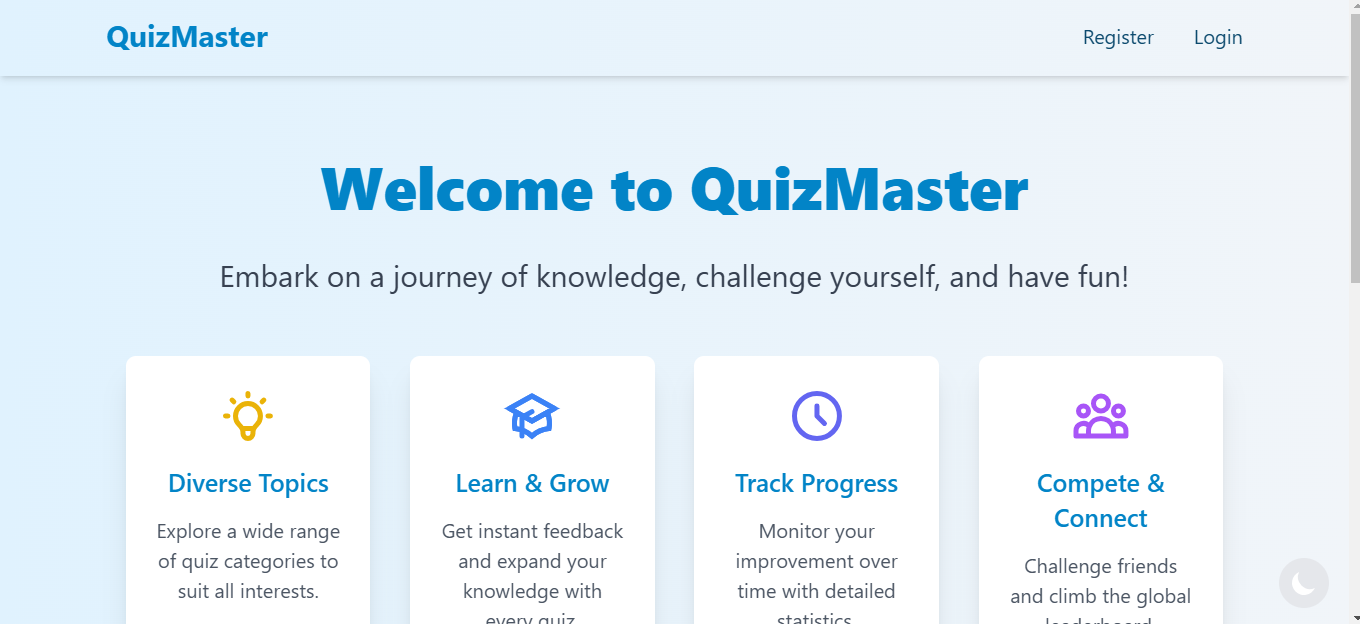 QuizMaster
Register
Login
Welcome to QuizMaster
Embark on a journey of knowledge, challenge yourself, and have fun!
Diverse Topics
Explore a wide range
of quiz categories to
suit all interests.
Learn & Grow
Get instant feedback
and expand your
knowledge with
every quiz.
Track Progress
Monitor your
improvement over
time with detailed
statistics.
Compete &
Connect
Challenge friends
and climb the global
leaderboard.